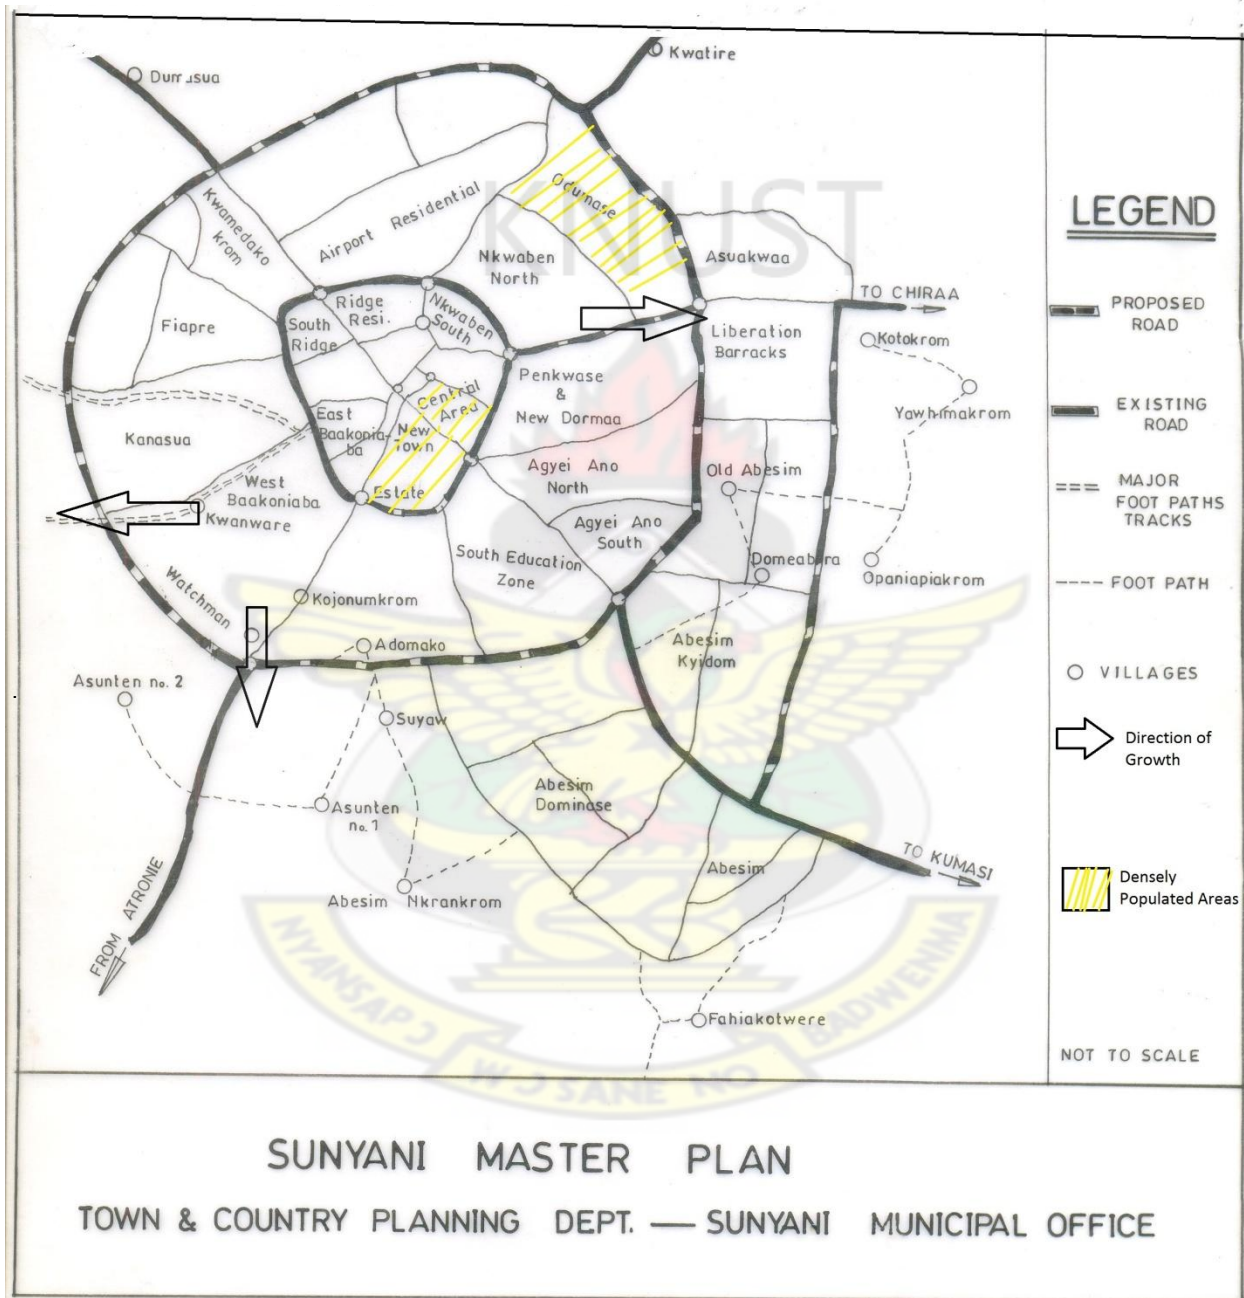 Kwatire
Dumasua
KNUST
Odumase
Kwamedako
krom
Airport Residential
Nkwaben
North
Asuakwaa
TO CHIRAA
Ridge
Resi.
Nkwaben
South
South
Ridge
Fiapre
Liberation
Barracks
Kotokrom
Penkwase
&
New Dormaa
Yawhimakrom
Central
Area
New
Town
East
Baakonia-
ba
Kanasua
West
Baakoniaba
Kwanware
Estate
Agyei Ano
North
Old Abesim
Agyei Ano
South
South Education
Zone
Domeabra
Opaniapiakrom
Watchman
Kojonumkrom
Adomako
Abesim
Kyidom
Asunten no. 2
Suyaw
Asunten
no. 1
Abesim
Dominase
Abesim
TO KUMASI
Abesim Nkrankrom
FROM ATRONIE
Fahiakotwere
NYANSAPƆ
WƆSANE NO
BADWENMA
LEGEND
PROPOSED
ROAD
EXISTING
ROAD
MAJOR
FOOT PATHS
TRACKS
FOOT PATH
VILLAGES
Direction of
Growth
Densely
Populated Areas
NOT TO SCALE
SUNYANI MASTER PLAN
TOWN & COUNTRY PLANNING DEPT. — SUNYANI MUNICIPAL OFFICE